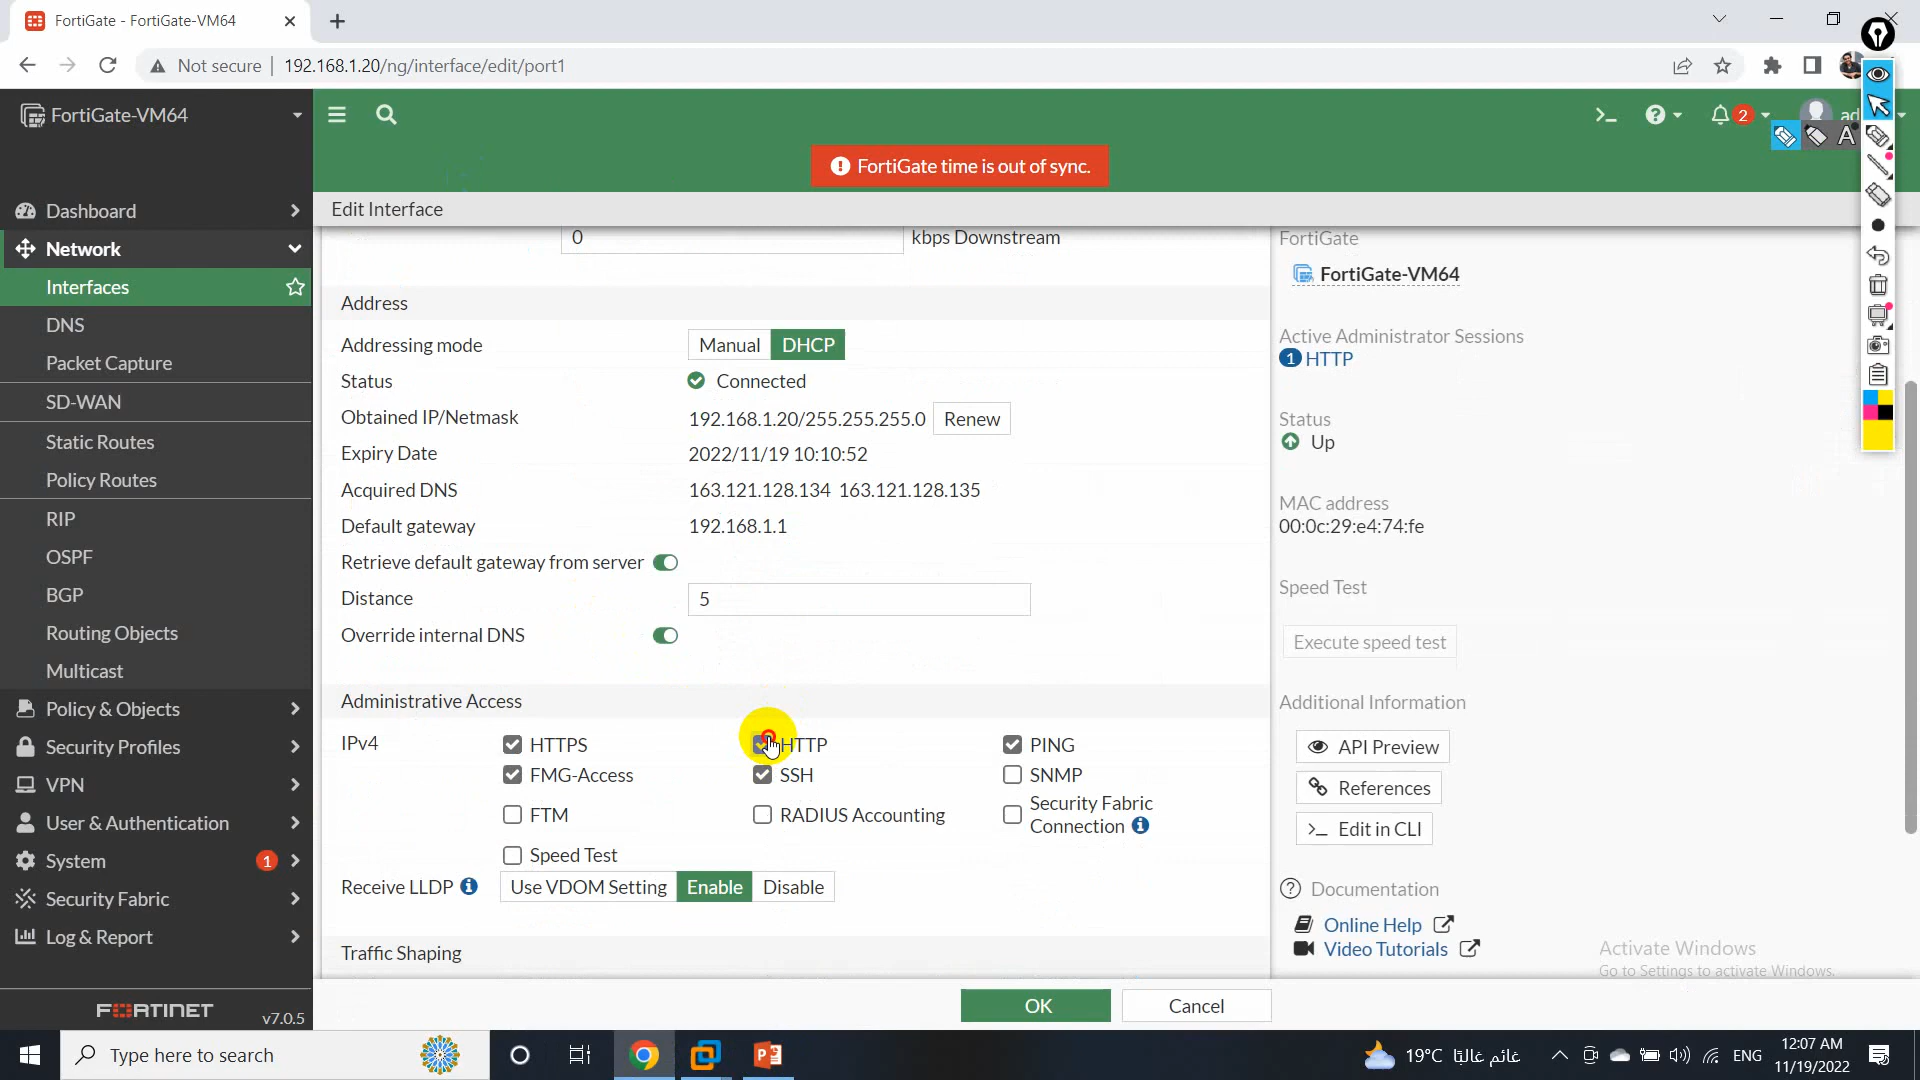 FortiGate - FortiGate-VM64
Not secure
192.168.1.20/ng/interface/edit/port1
FortiGate-VM64
2
FortiGate time is out of sync.
A
Dashboard
Network
Interfaces
DNS
Packet Capture
SD-WAN
Static Routes
Policy Routes
RIP
OSPF
BGP
Routing Objects
Multicast
Policy & Objects
Security Profiles
VPN
User & Authentication
System 1
Security Fabric
Log & Report
FORTINET v7.0.5
Edit Interface
0 kbps Downstream
Address
Addressing mode Manual DHCP
Status Connected
Obtained IP/Netmask 192.168.1.20/255.255.255.0 Renew
Expiry Date 2022/11/19 10:10:52
Acquired DNS 163.121.128.134 163.121.128.135
Default gateway 192.168.1.1
Retrieve default gateway from server
Distance 5
Override internal DNS
Administrative Access
IPv4 HTTPS HTTP PING
FMG-Access SSH SNMP
FTM RADIUS Accounting Security Fabric Connection
Speed Test
Receive LLDP Use VDOM Setting Enable Disable
Traffic Shaping
OK Cancel
FortiGate
FortiGate-VM64
Active Administrator Sessions
1 HTTP
Status
Up
MAC address
00:0c:29:e4:74:fe
Speed Test
Execute speed test
Additional Information
API Preview
References
Edit in CLI
Documentation
Online Help
Video Tutorials
Activate Windows
Go to Settings to activate Windows.
Type here to search
19°C غائم غالبًا
ENG
12:07 AM
11/19/2022